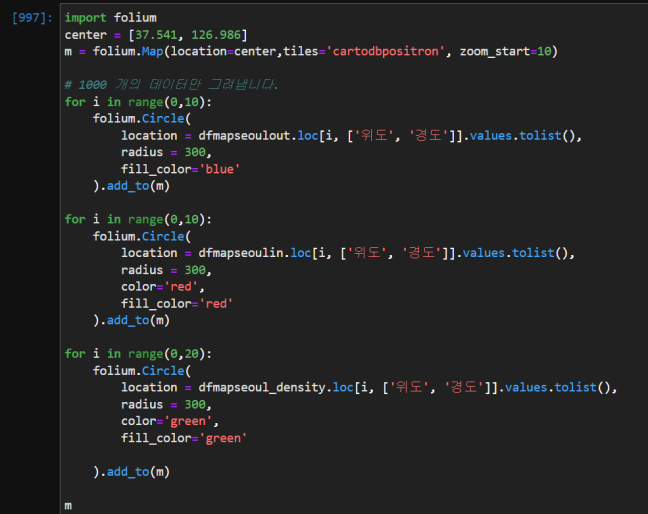 [997]:
import folium
center = [37.541, 126.986]
m = folium.Map(location=center,tiles='cartodbpositron', zoom_start=10)
# 1000 개의 데이터만 그려냅니다.
for i in range(0,10):
    folium.Circle(
        location = dfmapseoulout.loc[i, ['위도', '경도']].values.tolist(),
        radius = 300,
        fill_color='blue'
    ).add_to(m)
for i in range(0,10):
    folium.Circle(
        location = dfmapseoulin.loc[i, ['위도', '경도']].values.tolist(),
        radius = 300,
        color='red',
        fill_color='red'
    ).add_to(m)
for i in range(0,20):
    folium.Circle(
        location = dfmapseoul_density.loc[i, ['위도', '경도']].values.tolist(),
        radius = 300,
        color='green',
        fill_color='green'
    ).add_to(m)
m